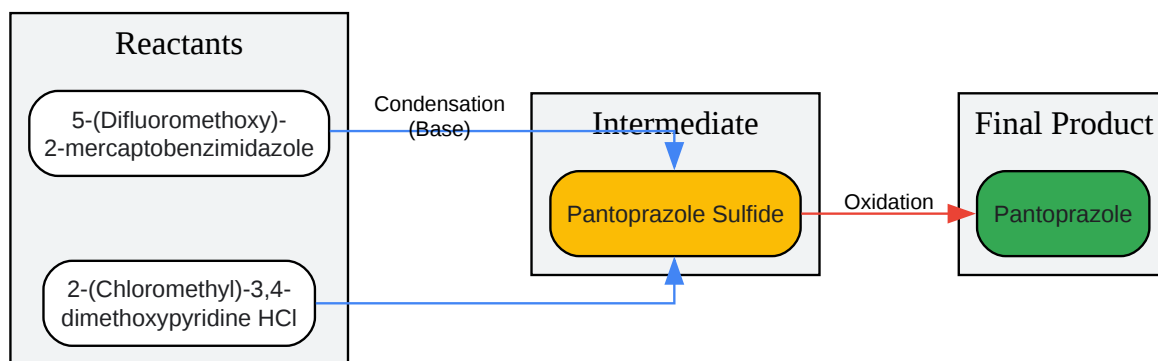 Reactants
5-(Difluoromethoxy)-
2-mercaptobenzimidazole
2-(Chloromethyl)-3,4-
dimethoxypyridine HCl
Condensation
(Base)
Intermediate
Pantoprazole Sulfide
Oxidation
Final Product
Pantoprazole